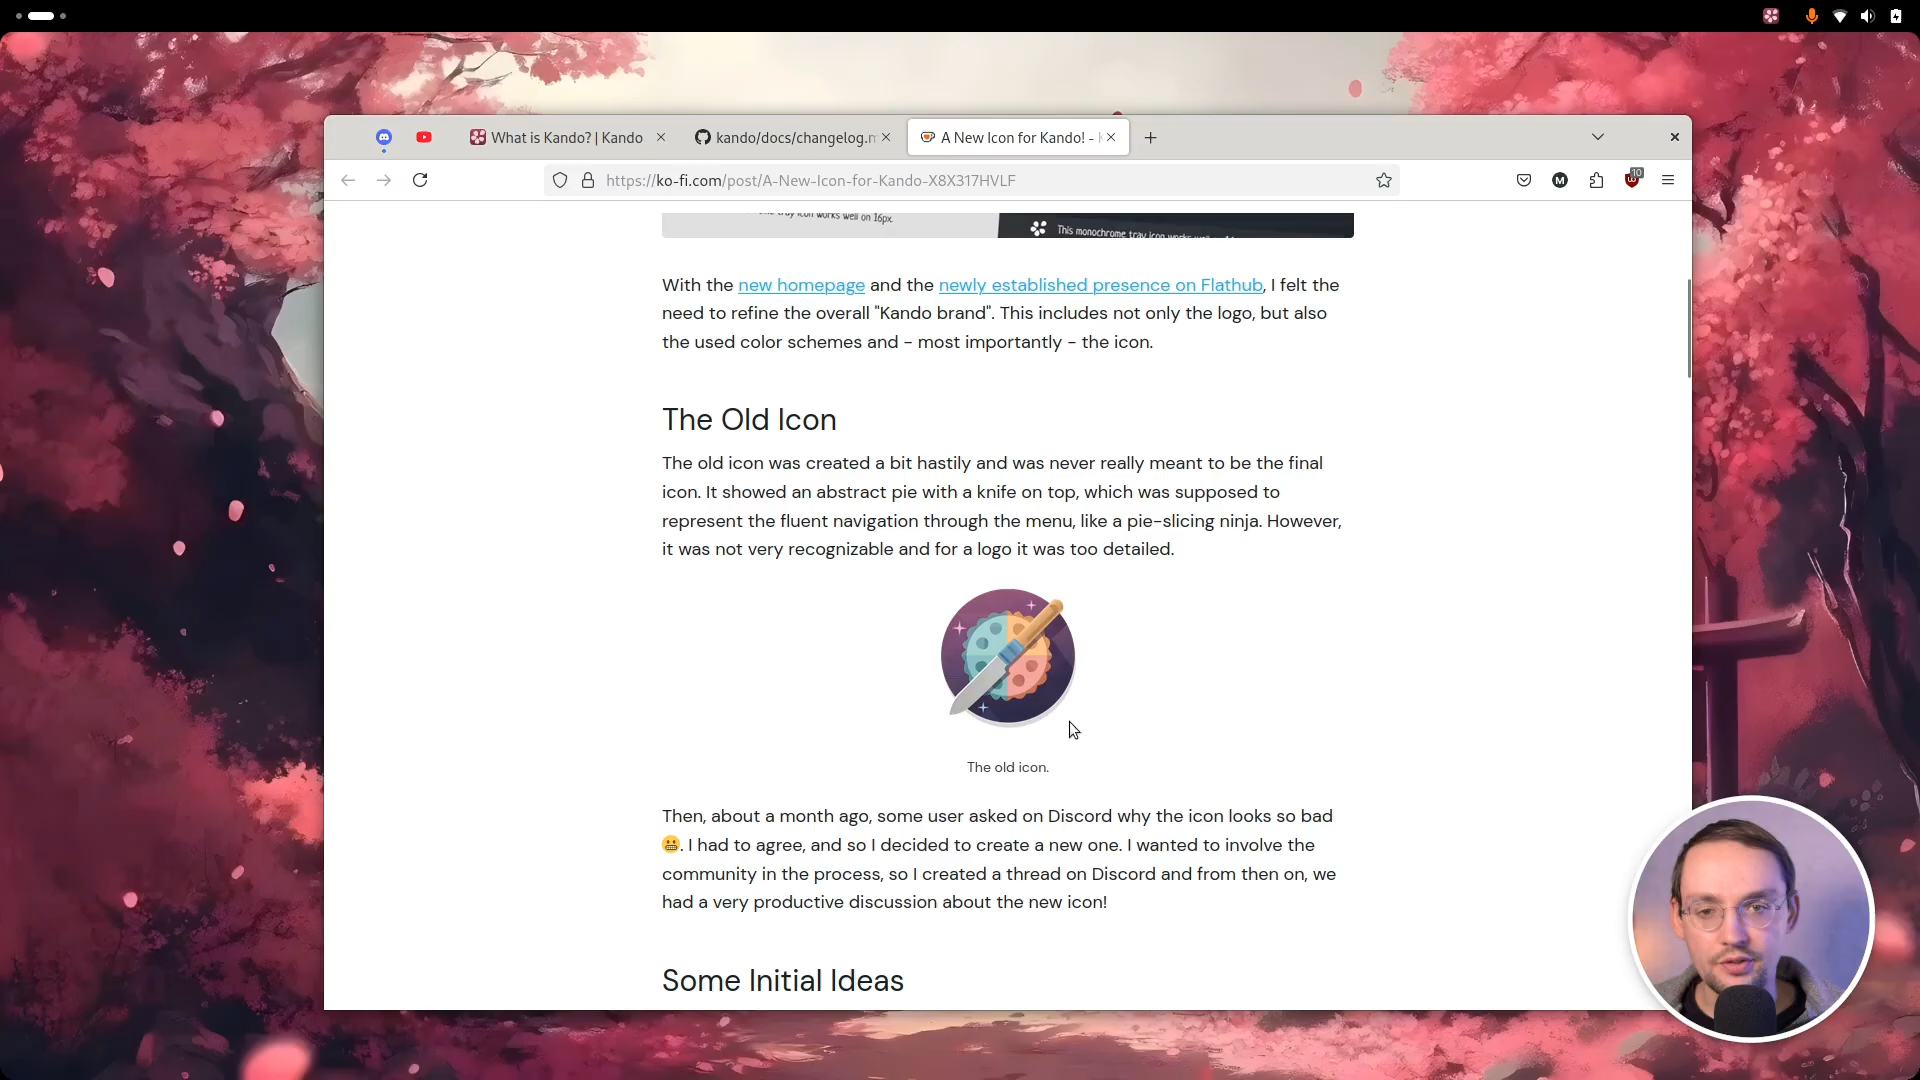 What is Kando? | Kando
kando/docs/changelog.m
A New Icon for Kando! -
https://ko-fi.com/post/A-New-Icon-for-Kando-X8X317HVLF
M
10
tray icon works well on 16px.
This monochrome tray icon works
With the new homepage and the newly established presence on Flathub, I felt the
need to refine the overall "Kando brand". This includes not only the logo, but also
the used color schemes and - most importantly - the icon.
The Old Icon
The old icon was created a bit hastily and was never really meant to be the final
icon. It showed an abstract pie with a knife on top, which was supposed to
represent the fluent navigation through the menu, like a pie-slicing ninja. However,
it was not very recognizable and for a logo it was too detailed.
The old icon.
Then, about a month ago, some user asked on Discord why the icon looks so bad
😬. I had to agree, and so I decided to create a new one. I wanted to involve the
community in the process, so I created a thread on Discord and from then on, we
had a very productive discussion about the new icon!
Some Initial Ideas